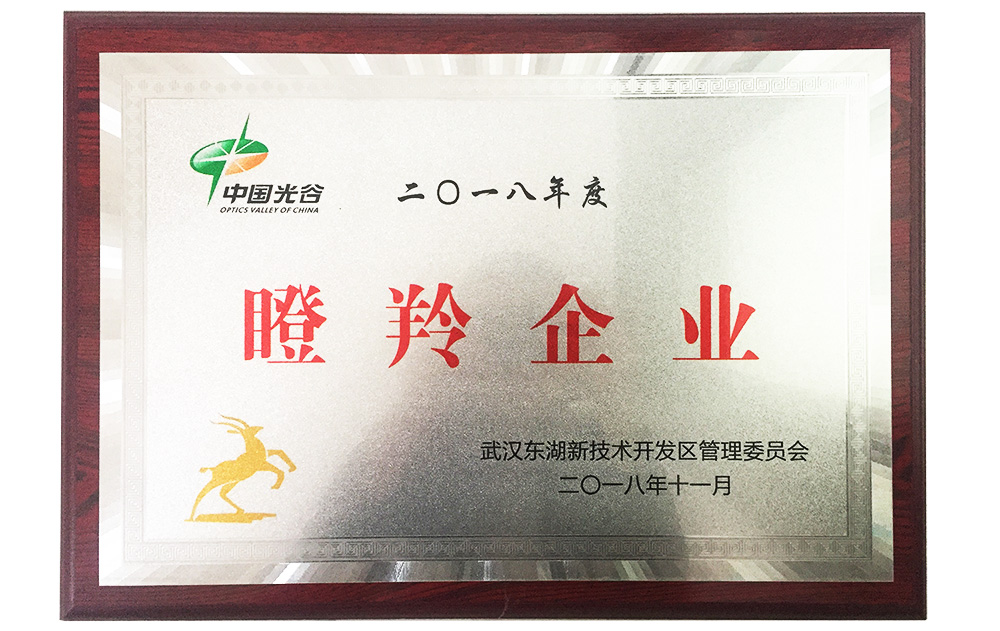 中国光谷
OPTICS VALLEY OF CHINA
二〇一八年度
瞪羚企业
武汉东湖新技术开发区管理委员会
二〇一八年十一月